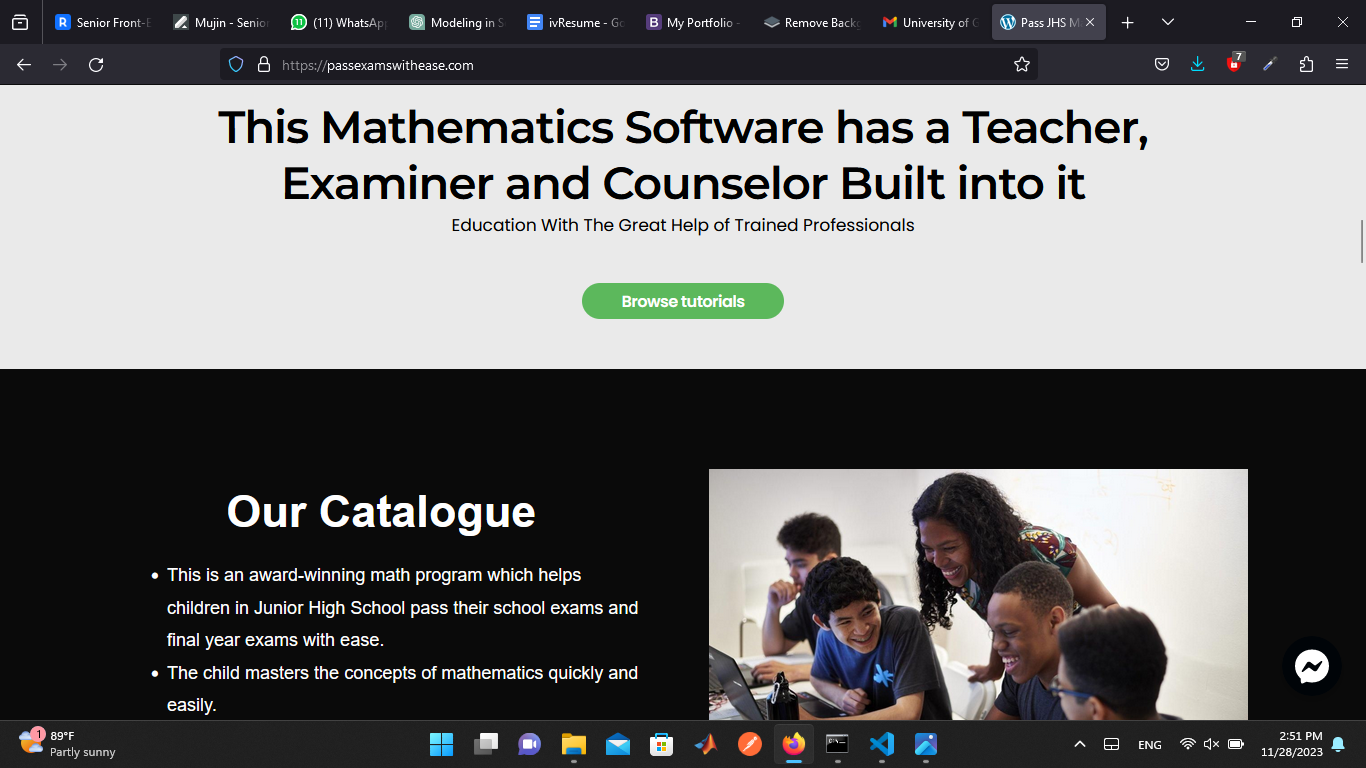 Senior Front-E
Mujin - Senior
(11) WhatsApp
Modeling in S
ivResume - Go
My Portfolio -
Remove Backg
University of G
Pass JHS M
https://passexamswithease.com
7
This Mathematics Software has a Teacher,
Examiner and Counselor Built into it
Education With The Great Help of Trained Professionals
Browse tutorials
Our Catalogue
• This is an award-winning math program which helps
children in Junior High School pass their school exams and
final year exams with ease.
• The child masters the concepts of mathematics quickly and
easily.
1
89°F
Partly sunny
ENG
2:51 PM
11/28/2023